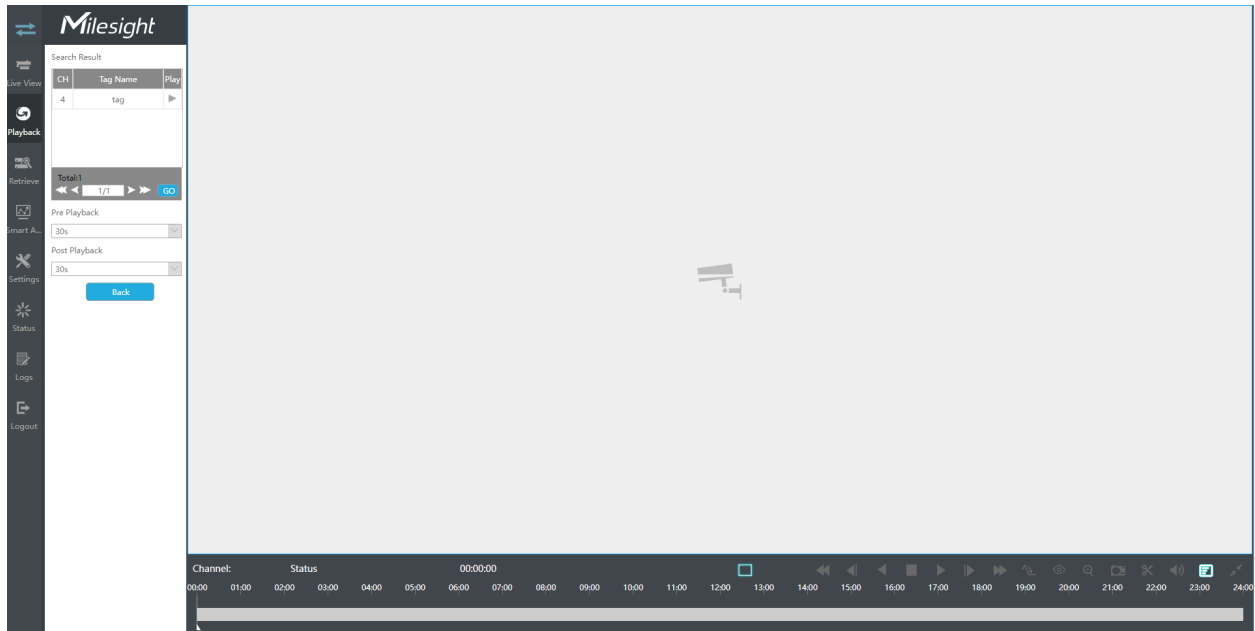 Milesight
Live View
Playback
Retrieve
Smart A...
Settings
Status
Logs
Logout
Search Result
CH Tag Name Play
4 tag
Total:1
1/1 GO
Pre Playback
30s
Post Playback
30s
Back
Channel: Status 00:00:00
00:00 01:00 02:00 03:00 04:00 05:00 06:00 07:00 08:00 09:00 10:00 11:00 12:00 13:00 14:00 15:00 16:00 17:00 18:00 19:00 20:00 21:00 22:00 23:00 24:00